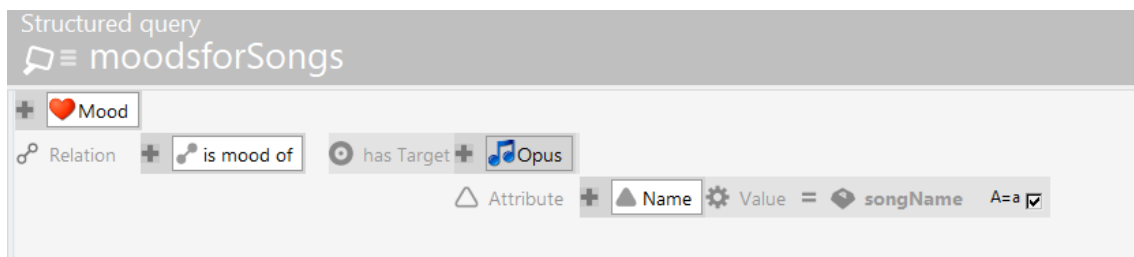 Structured query
moodsforSongs
Mood
Relation is mood of has Target Opus
Attribute Name Value = songName A=a